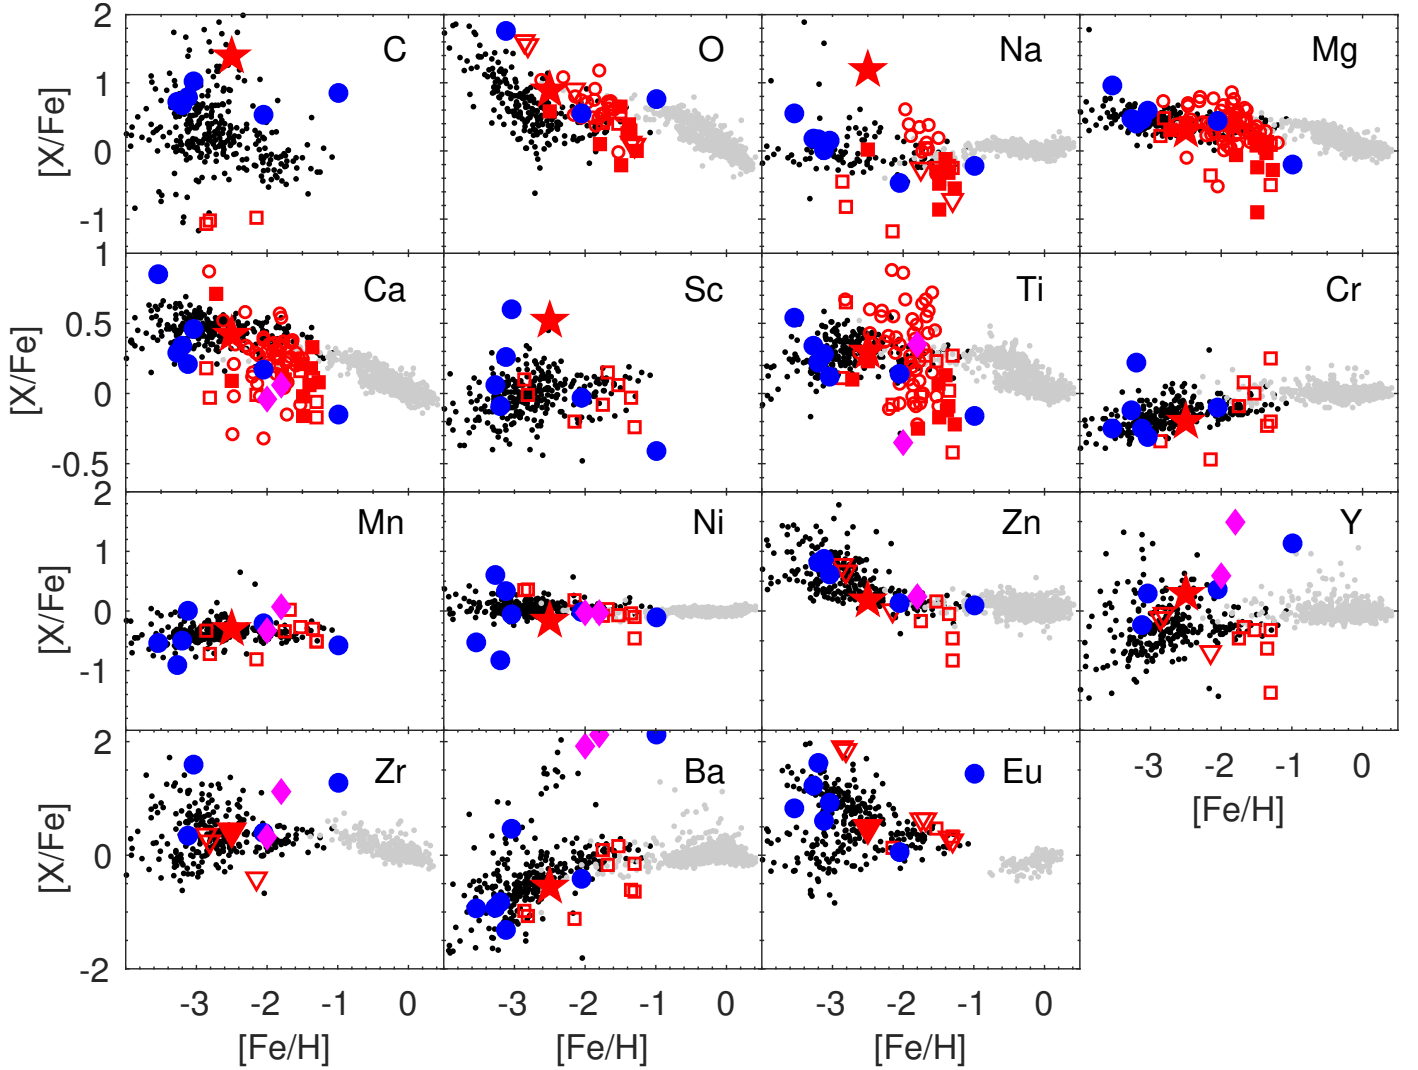 2
1
0
-1
[X/Fe]
C
O
Na
Mg
1
0.5
0
-0.5
[X/Fe]
Ca
Sc
Ti
Cr
2
1
0
-1
[X/Fe]
Mn
Ni
Zn
Y
2
0
-2
[X/Fe]
Zr
Ba
Eu
-3 -2 -1 0
[Fe/H]
-3 -2 -1 0
[Fe/H]
-3 -2 -1 0
[Fe/H]
-3 -2 -1 0
[Fe/H]